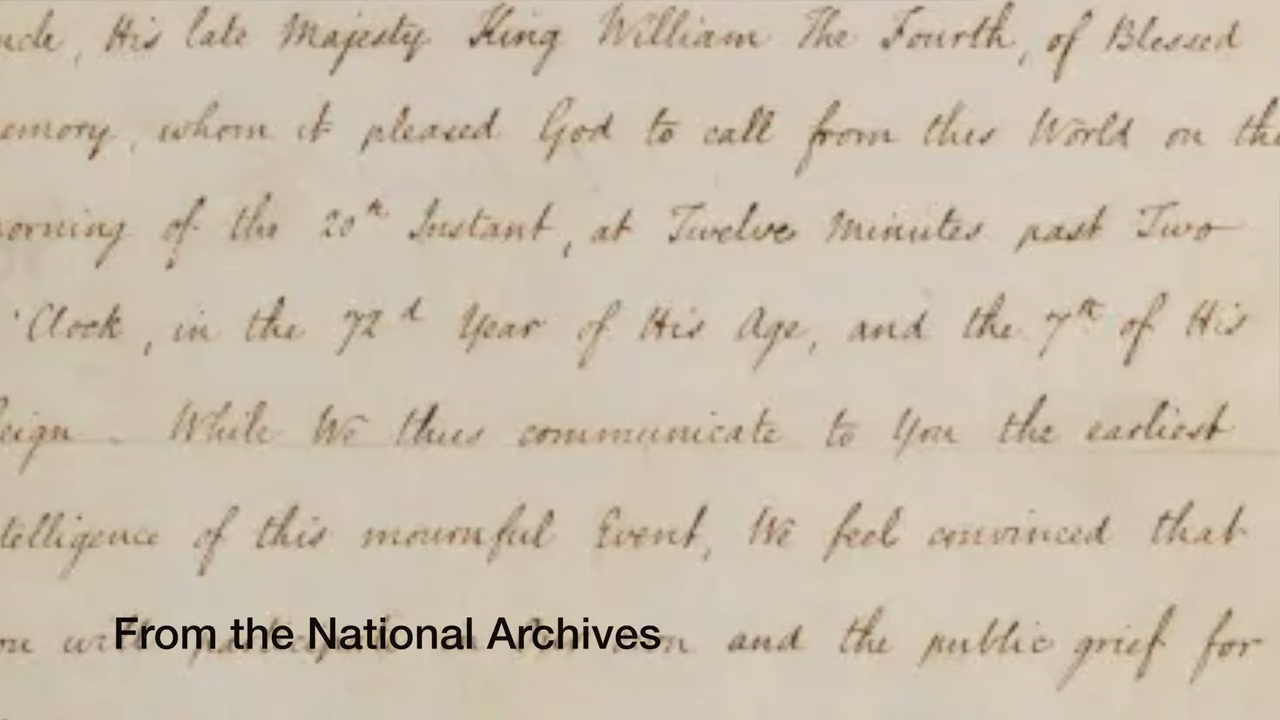 ncle, His late Majesty King William The Fourth, of Blessed
emory, whom it pleased God to call from this World on the
orning of the 20th Instant, at Twelve Minutes past Two
'Clock, in the 72d Year of His Age, and the 7th of His
eign. While We thus communicate to You the earliest
telligence of this mournful Event, We feel convinced that
ou will and the public grief for
From the National Archives